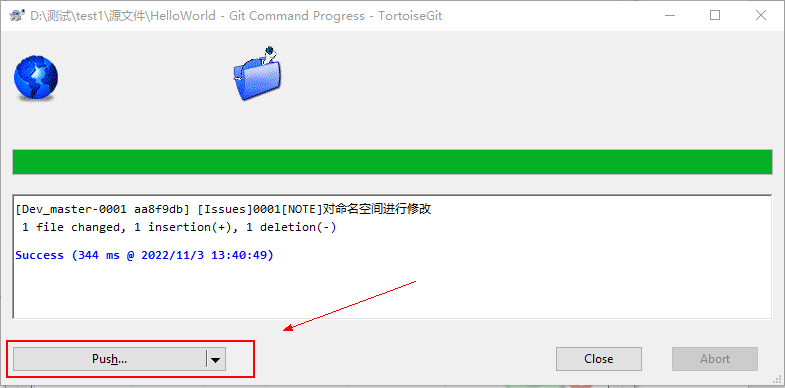 D:\测试\test1\源文件\HelloWorld - Git Command Progress - TortoiseGit
[Dev_master-0001 aa8f9db] [Issues]0001[NOTE]对命名空间进行修改
1 file changed, 1 insertion(+), 1 deletion(-)
Success (344 ms @ 2022/11/3 13:40:49)
Push...
Close
Abort